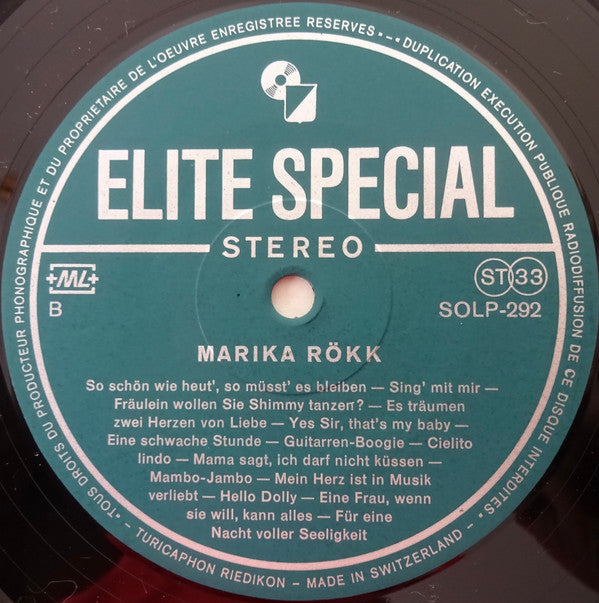 «TOUS DROITS DU PRODUCTEUR PHONOGRAPHIQUE ET DU PROPRIETAIRE DE L'OEUVRE ENREGISTREE RESERVES»–«DUPLICATION EXECUTION PUBLIQUE RADIODIFFUSION DE CE DISQUE INTERDITES»
ELITE SPECIAL
STEREO
+ML+
ST 33
B
SOLP-292
MARIKA RÖKK
So schön wie heut', so müsst' es bleiben — Sing' mit mir —
Fräulein wollen Sie Shimmy tanzen? — Es träumen
zwei Herzen von Liebe — Yes Sir, that's my baby —
Eine schwache Stunde — Guitarren-Boogie — Cielito
lindo — Mama sagt, ich darf nicht küssen —
Mambo-Jambo — Mein Herz ist in Musik
verliebt — Hello Dolly — Eine Frau, wenn
sie will, kann alles — Für eine
Nacht voller Seeligkeit
TURICAPHON RIEDIKON – MADE IN SWITZERLAND –